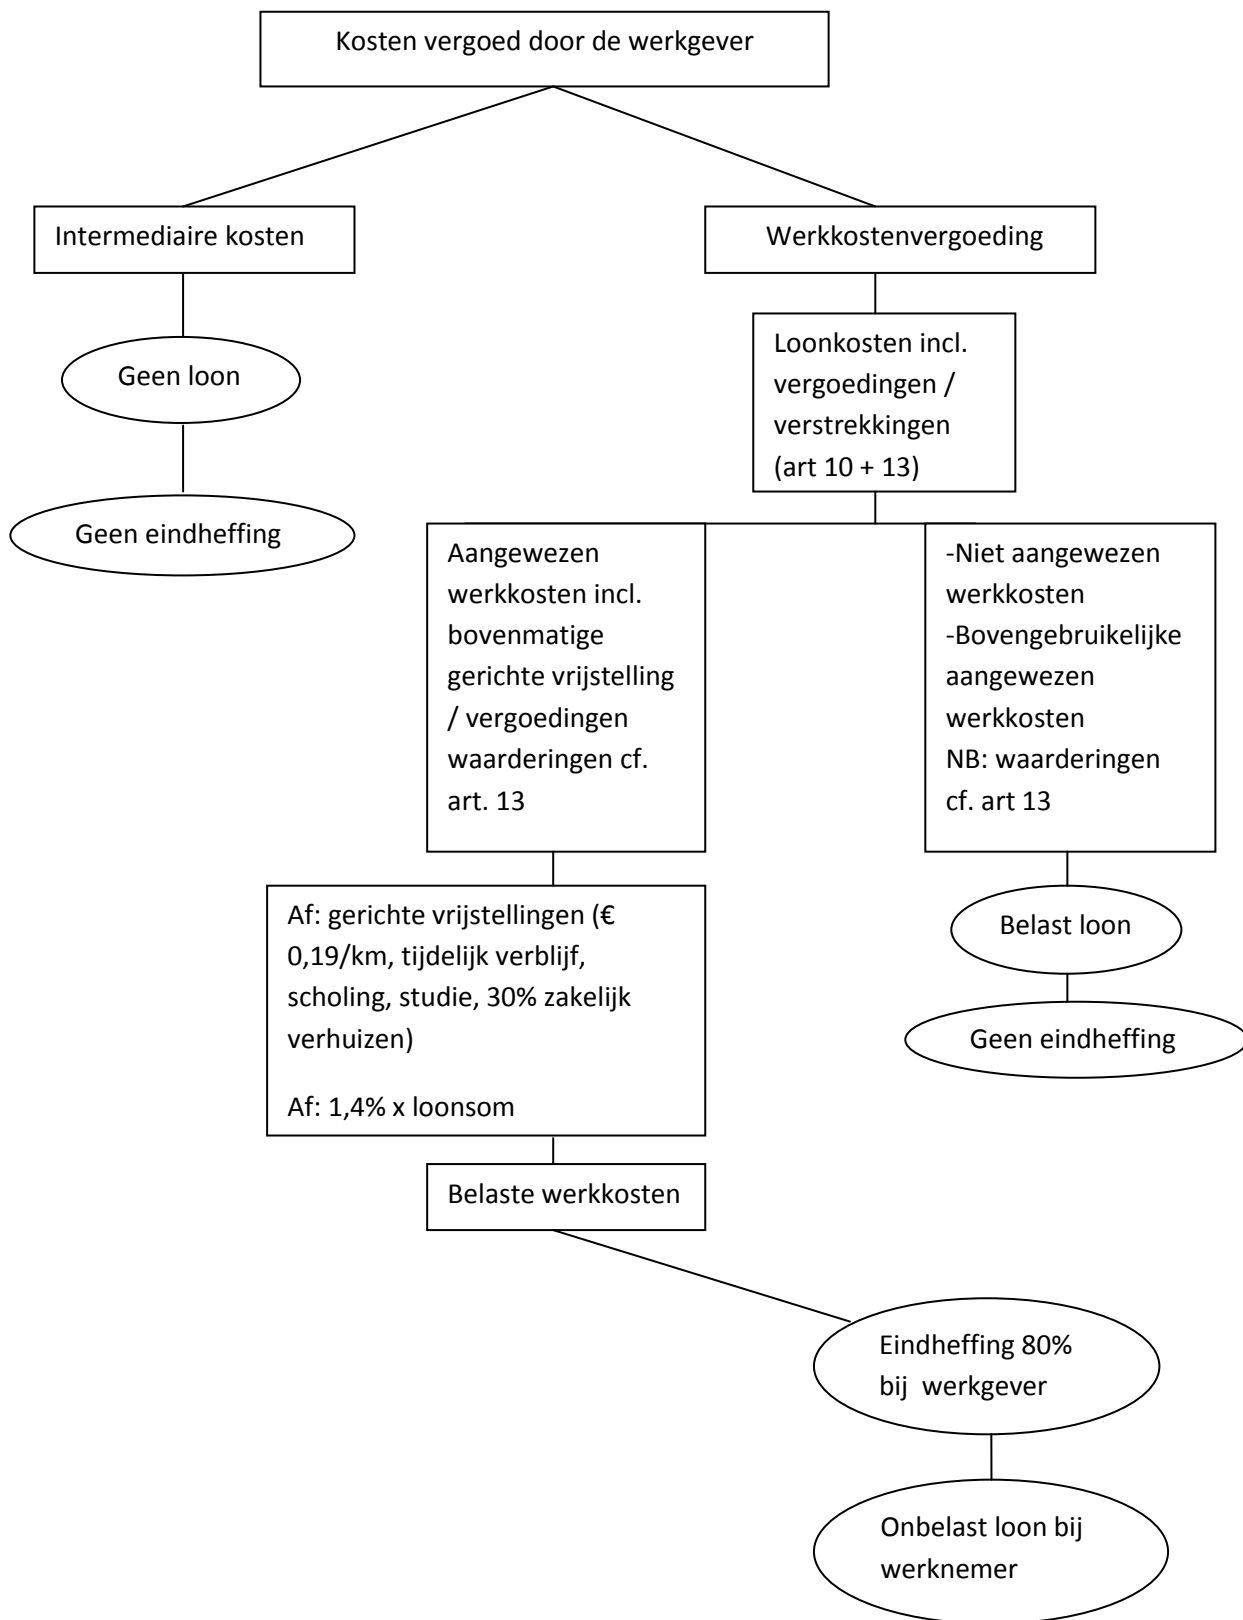 Kosten vergoed door de werkgever
Intermediaire kosten
Werkkostenvergoeding
Geen loon
Geen eindheffing
Loonkosten incl.
vergoedingen /
verstrekkingen
(art 10 + 13)
Aangewezen
werkkosten incl.
bovenmatige
gerichte vrijstelling
/ vergoedingen
waarderingen cf.
art. 13
-Niet aangewezen
werkkosten
-Bovengebruikelijke
aangewezen
werkkosten
NB: waarderingen
cf. art 13
Af: gerichte vrijstellingen (€
0,19/km, tijdelijk verblijf,
scholing, studie, 30% zakelijk
verhuizen)
Af: 1,4% x loonsom
Belast loon
Geen eindheffing
Belaste werkkosten
Eindheffing 80%
bij werkgever
Onbelast loon bij
werknemer